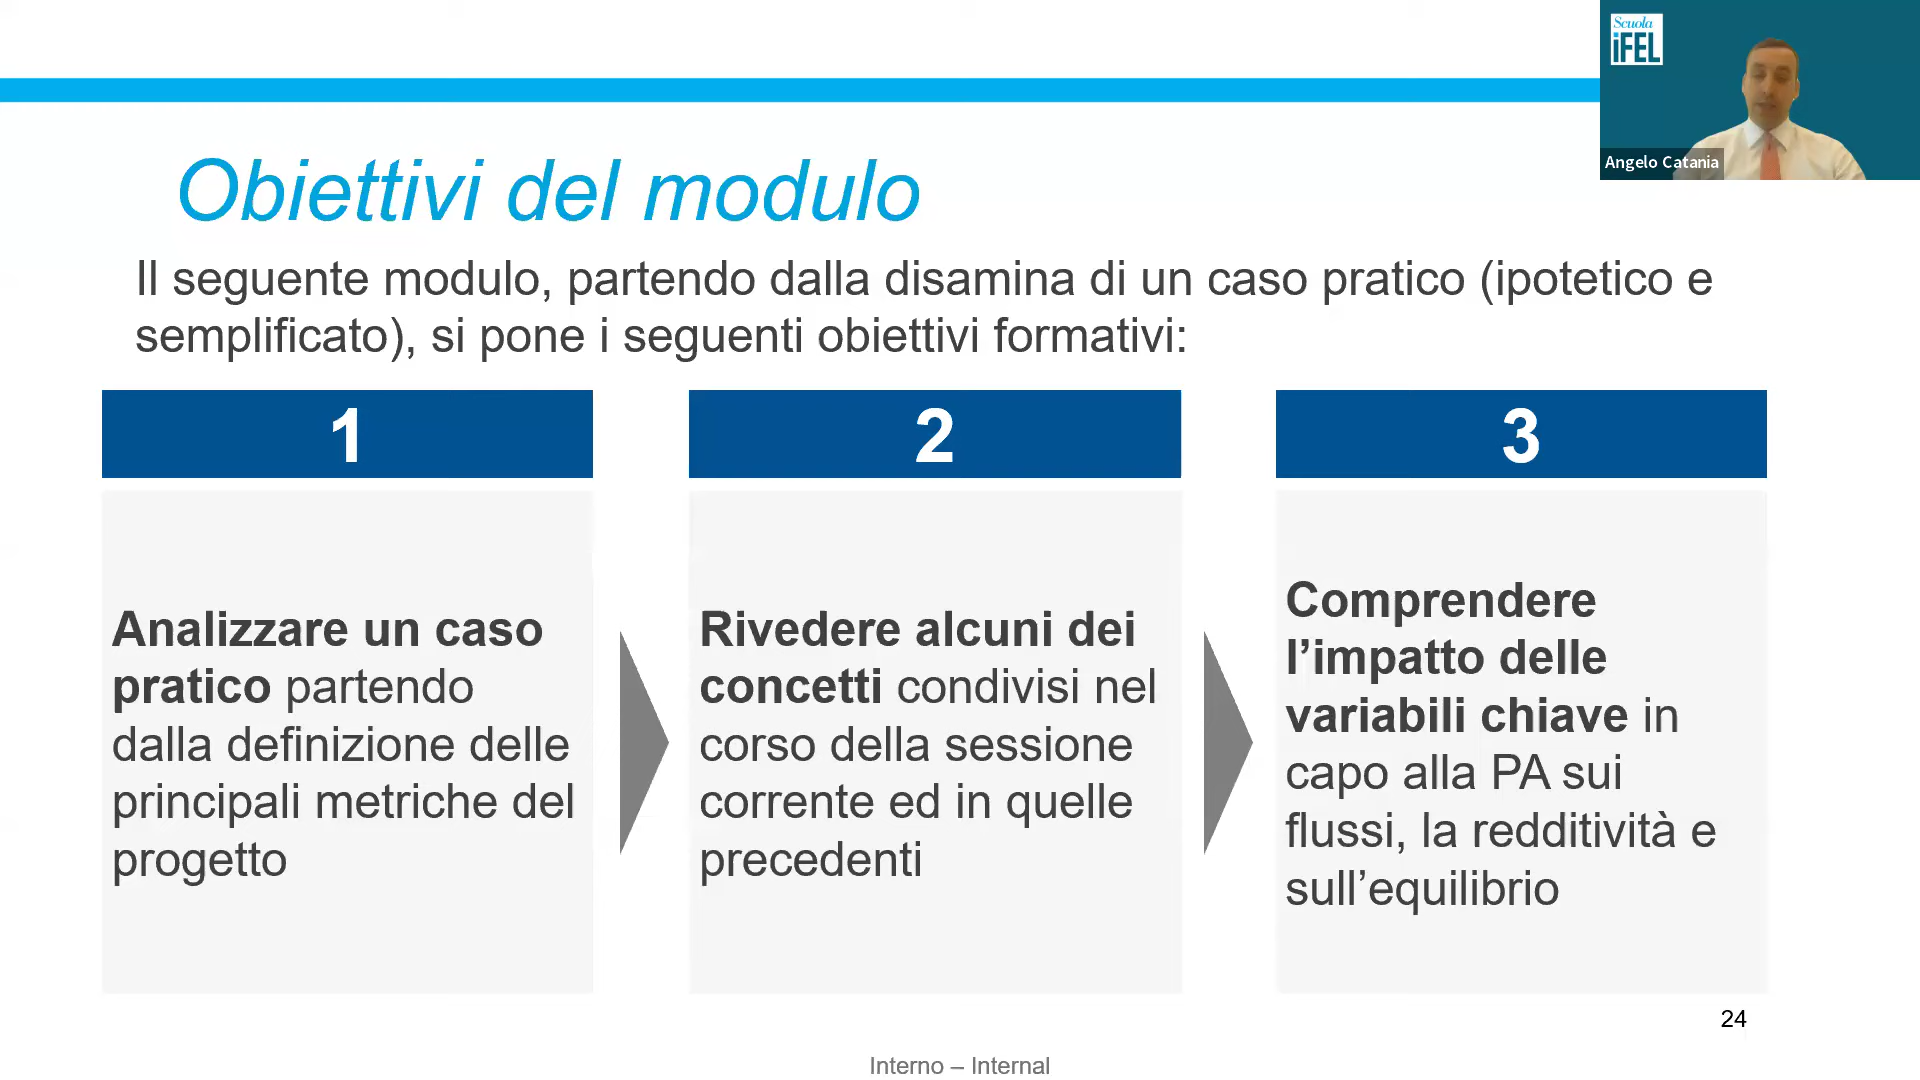 Scuola
iFEL
Angelo Catania
Obiettivi del modulo
Il seguente modulo, partendo dalla disamina di un caso pratico (ipotetico e
semplificato), si pone i seguenti obiettivi formativi:
1
Analizzare un caso
pratico partendo
dalla definizione delle
principali metriche del
progetto
2
Rivedere alcuni dei
concetti condivisi nel
corso della sessione
corrente ed in quelle
precedenti
3
Comprendere
l’impatto delle
variabili chiave in
capo alla PA sui
flussi, la redditività e
sull’equilibrio
24
Interno – Internal